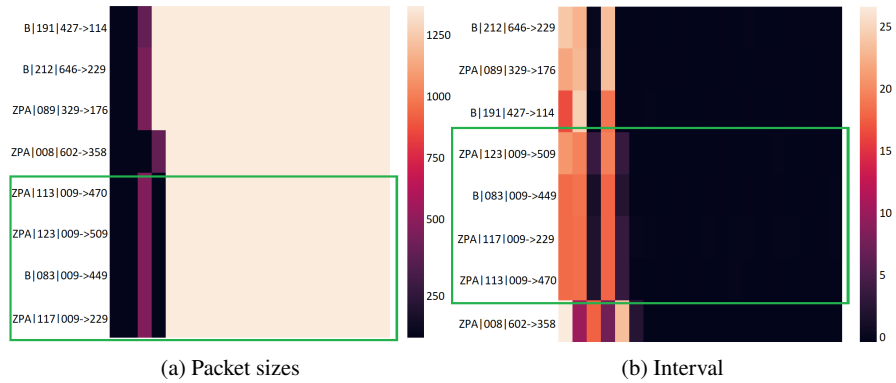 B|191|427->114
B|212|646->229
ZPA|089|329->176
ZPA|008|602->358
ZPA|113|009->470
ZPA|123|009->509
B|083|009->449
ZPA|117|009->229
1250
1000
750
500
250
(a) Packet sizes
B|212|646->229
ZPA|089|329->176
B|191|427->114
ZPA|123|009->509
B|083|009->449
ZPA|117|009->229
ZPA|113|009->470
ZPA|008|602->358
25
20
15
10
5
0
(b) Interval